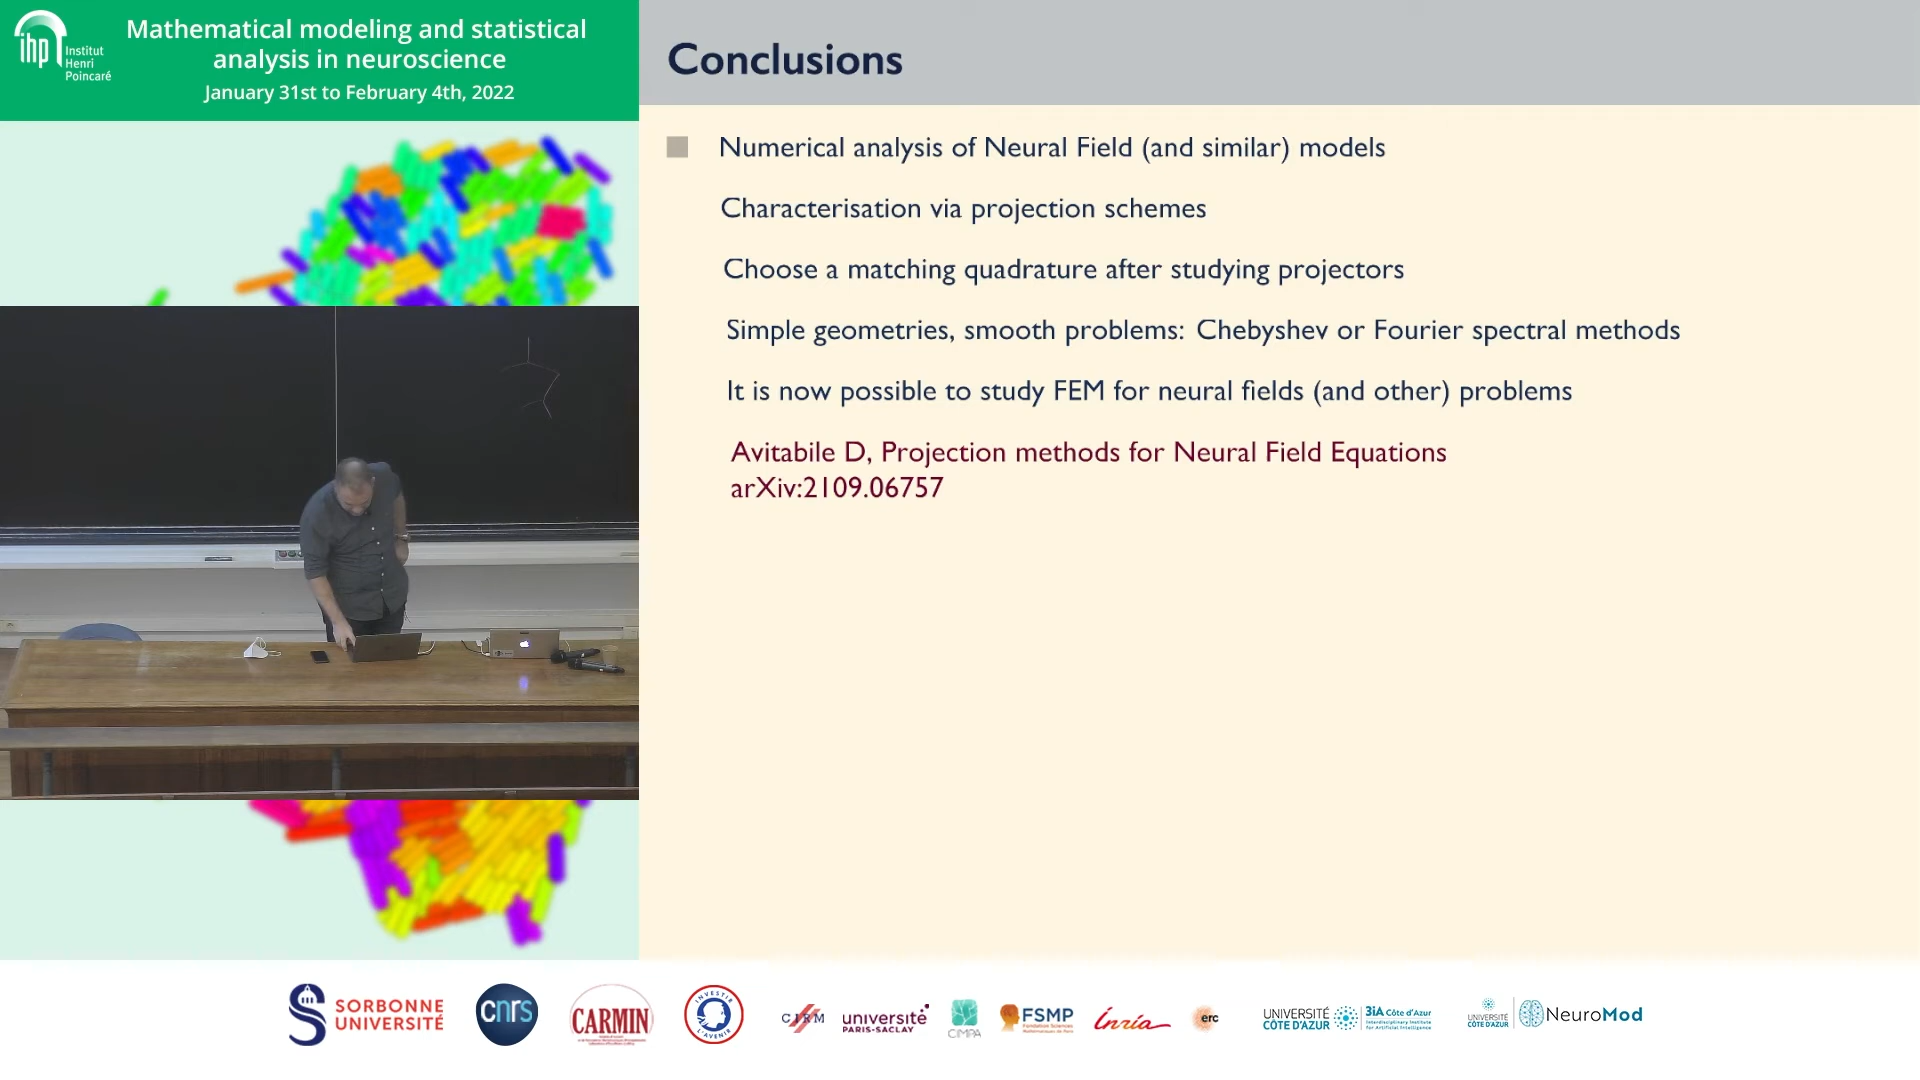 ihp
Institut
Henri
Poincaré
Mathematical modeling and statistical
analysis in neuroscience
January 31st to February 4th, 2022
Conclusions
Numerical analysis of Neural Field (and similar) models
Characterisation via projection schemes
Choose a matching quadrature after studying projectors
Simple geometries, smooth problems: Chebyshev or Fourier spectral methods
It is now possible to study FEM for neural fields (and other) problems
Avitabile D, Projection methods for Neural Field Equations
arXiv:2109.06757
SORBONNE
UNIVERSITÉ
cnrs
CARMIN
INVESTIR
L'AVENIR
CIRM
université
PARIS-SACLAY
CIMPA
FSMP
Fondation Sciences
Mathématiques de Paris
Inria
erc
UNIVERSITÉ
CÔTE D'AZUR
3iA Côte d'Azur
Interdisciplinary Institute
for Artificial Intelligence
UNIVERSITÉ
CÔTE D'AZUR
NeuroMod